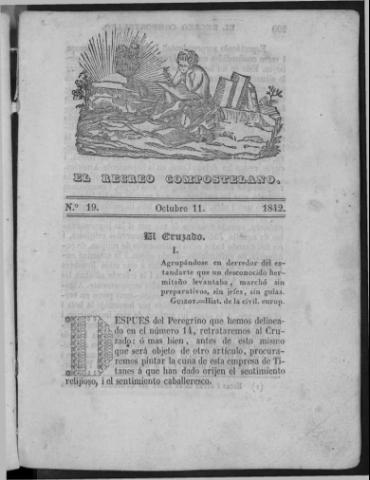 EL RECREO COMPOSTELANO.
N.º 19. Octubre 11. 1842.
El Cruzado.
I.
Agrupándose en derredor del es-
tandarte que un desconocido her-
mitaño levantaba, marchó sin
preparativos, sin jefes, sin guias.
GUIZOT.=Hist. de la civil. europ.
DESPUES del Peregrino que hemos delinea-
do en el número 14, retrataremos al Cru-
zado: ó mas bien, antes de esto mismo
que será objeto de otro artículo, procura-
remos pintar la cuna de esta empresa de Ti-
tanes á que han dado orijen el sentimiento
relijioso, i el sentimiento caballeresco.